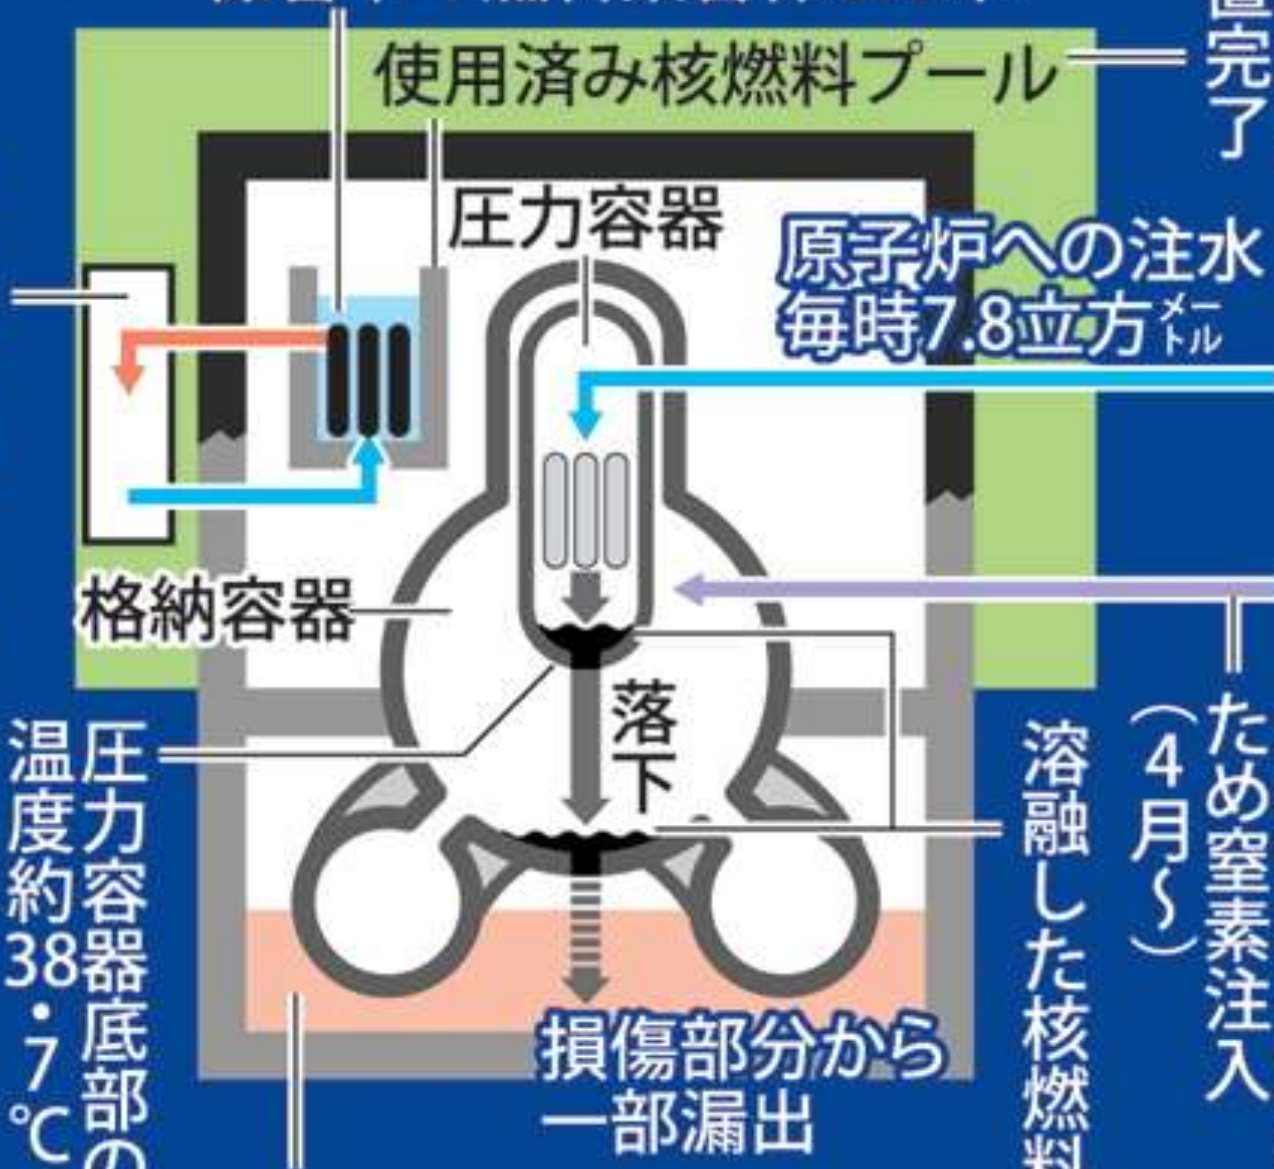 使用済み核燃料プール
置完了
圧力容器
原子炉への注水
毎時7.8立方メートル
格納容器
落下
ため窒素注入
(4月〜)
溶融した核燃料
圧力容器底部の
温度約38・7℃
損傷部分から
一部漏出